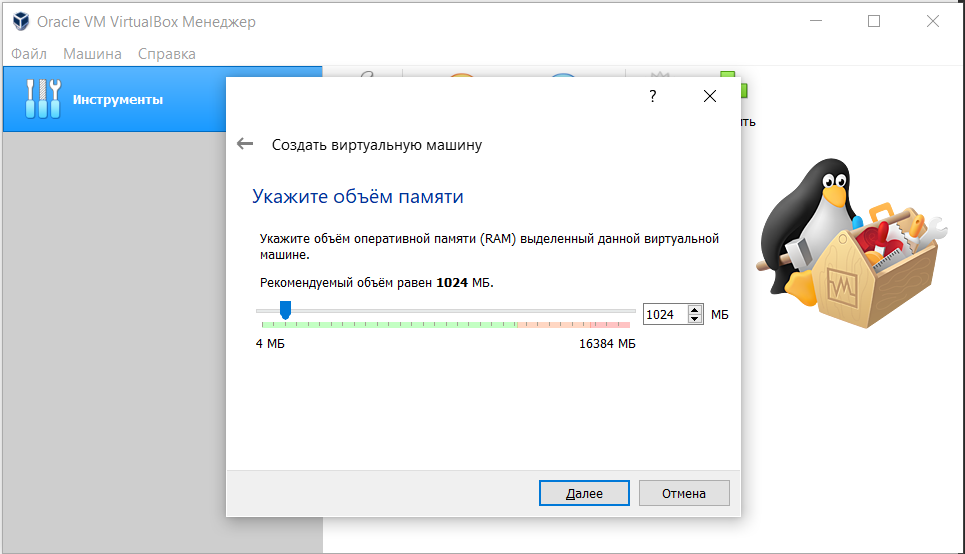 Oracle VM VirtualBox Менеджер
Файл Машина Справка
Инструменты
?
Создать виртуальную машину
Укажите объём памяти
Укажите объём оперативной памяти (RAM) выделенный данной виртуальной
машине.
Рекомендуемый объём равен 1024 МБ.
1024 МБ
4 МБ 16384 МБ
Далее Отмена